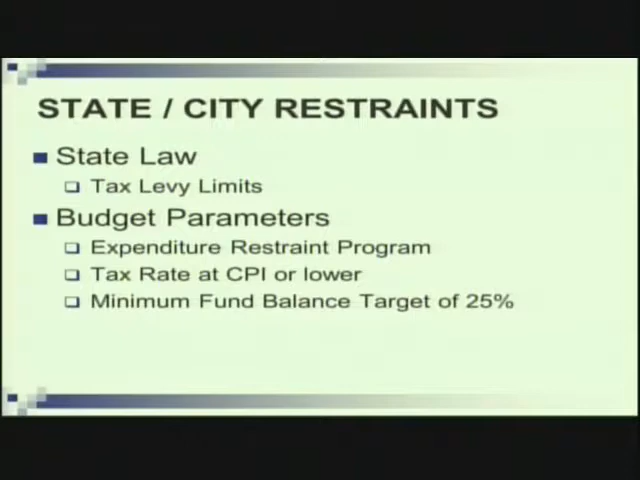 STATE / CITY RESTRAINTS
State Law
Tax Levy Limits
Budget Parameters
Expenditure Restraint Program
Tax Rate at CPI or lower
Minimum Fund Balance Target of 25%